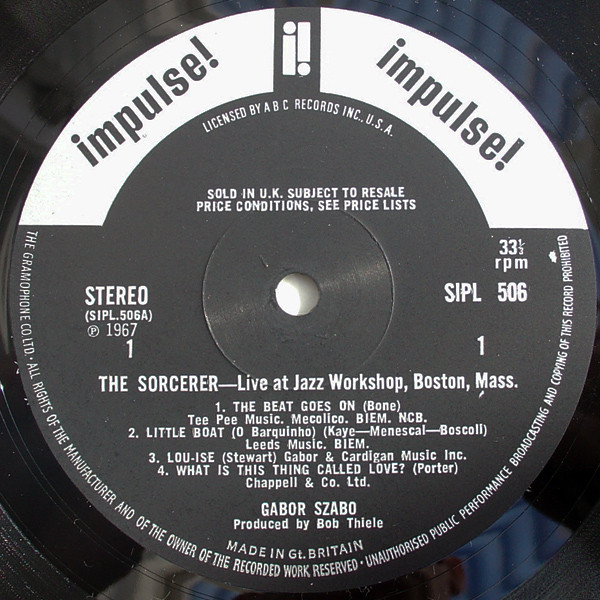 impulse!
i!
impulse!
LICENSED BY A B C RECORDS INC., U.S.A.
SOLD IN U.K. SUBJECT TO RESALE
PRICE CONDITIONS, SEE PRICE LISTS
33⅓
rpm
STEREO
SIPL 506
(SIPL.506A)
℗ 1967
1
1
THE SORCERER—Live at Jazz Workshop, Boston, Mass.
1. THE BEAT GOES ON (Bone)
Tee Pee Music. Mecolico. BIEM. NCB.
2. LITTLE BOAT (O Barquinho) (Kaye—Menescal—Boscoll)
Leeds Music. BIEM.
3. LOU-ISE (Stewart) Gabor & Cardigan Music Inc.
4. WHAT IS THIS THING CALLED LOVE? (Porter)
Chappell & Co. Ltd.
GABOR SZABO
Produced by Bob Thiele
MADE IN Gt. BRITAIN
THE GRAMOPHONE CO. LTD. · ALL RIGHTS OF THE MANUFACTURER AND OF THE OWNER OF THE RECORDED WORK RESERVED · UNAUTHORISED PUBLIC PERFORMANCE BROADCASTING AND COPYING OF THIS RECORD PROHIBITED